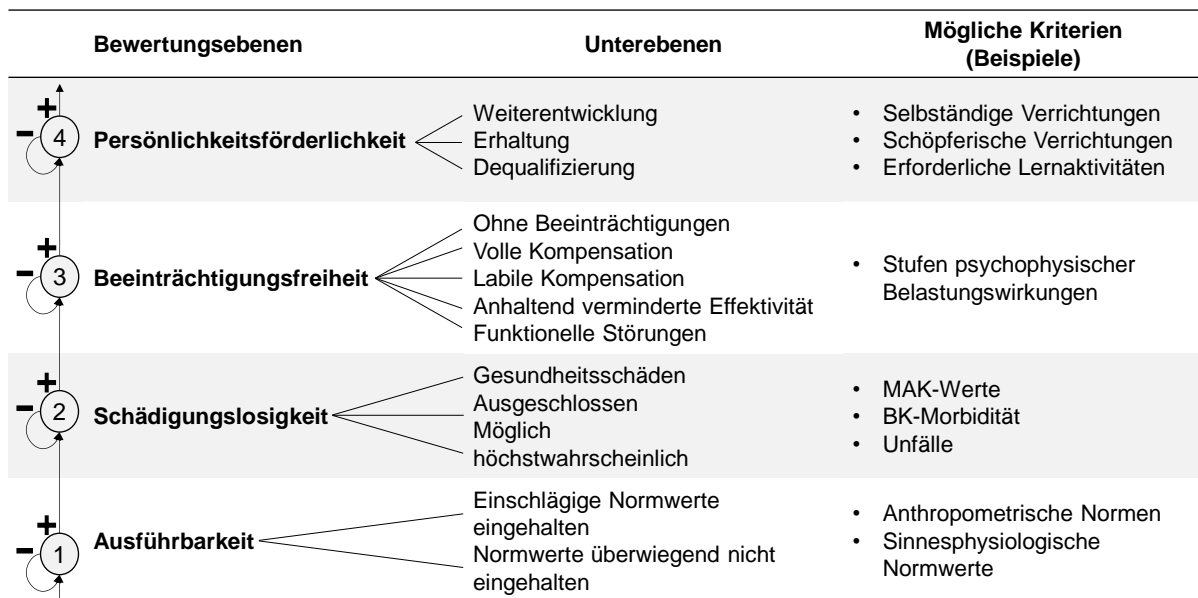 Bewertungsebenen
Unterebenen
Mögliche Kriterien
(Beispiele)
+
-
4
Persönlichkeitsförderlichkeit
Weiterentwicklung
Erhaltung
Dequalifizierung
• Selbständige Verrichtungen
• Schöpferische Verrichtungen
• Erforderliche Lernaktivitäten
+
-
3
Beeinträchtigungsfreiheit
Ohne Beeinträchtigungen
Volle Kompensation
Labile Kompensation
Anhaltend verminderte Effektivität
Funktionelle Störungen
• Stufen psychophysischer
Belastungswirkungen
+
-
2
Schädigungslosigkeit
Gesundheitsschäden
Ausgeschlossen
Möglich
höchstwahrscheinlich
• MAK-Werte
• BK-Morbidität
• Unfälle
+
-
1
Ausführbarkeit
Einschlägige Normwerte
eingehalten
Normwerte überwiegend nicht
eingehalten
• Anthropometrische Normen
• Sinnesphysiologische
Normwerte